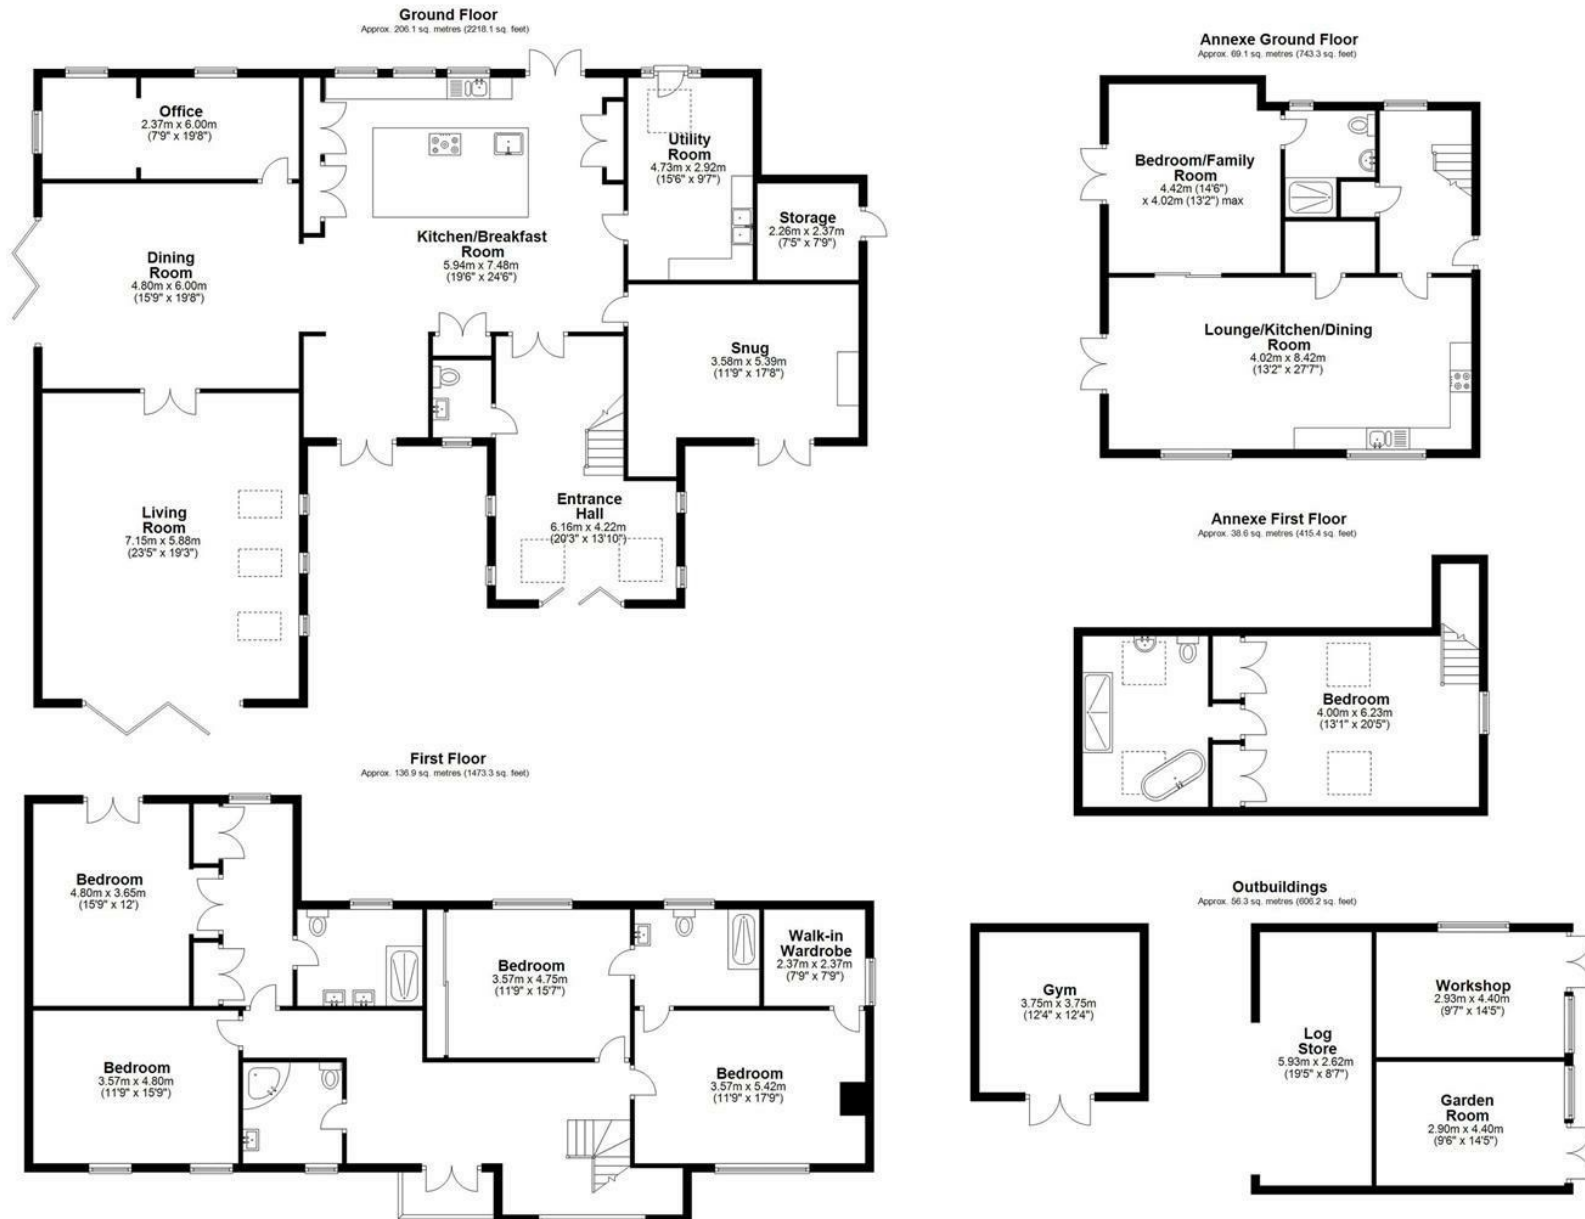 Ground Floor
Approx. 206.1 sq. metres (2218.1 sq. feet)
Office
2.37m x 6.00m
(7'9" x 19'8")
Utility
Room
4.73m x 2.92m
(15'6" x 9'7")
Storage
2.26m x 2.37m
(7'5" x 7'9")
Kitchen/Breakfast
Room
5.94m x 7.48m
(19'6" x 24'6")
Dining
Room
4.80m x 6.00m
(15'9" x 19'8")
Snug
3.58m x 5.39m
(11'9" x 17'8")
Living
Room
7.15m x 5.88m
(23'5" x 19'3")
Entrance
Hall
6.16m x 4.22m
(20'3" x 13'10")
First Floor
Approx. 136.9 sq. metres (1473.3 sq. feet)
Bedroom
4.80m x 3.65m
(15'9" x 12')
Bedroom
3.57m x 4.75m
(11'9" x 15'7")
Walk-in
Wardrobe
2.37m x 2.37m
(7'9" x 7'9")
Bedroom
3.57m x 4.80m
(11'9" x 15'9")
Bedroom
3.57m x 5.42m
(11'9" x 17'9")
Annexe Ground Floor
Approx. 69.1 sq. metres (743.3 sq. feet)
Bedroom/Family
Room
4.42m (14'6")
x 4.02m (13'2") max
Lounge/Kitchen/Dining
Room
4.02m x 8.42m
(13'2" x 27'7")
Annexe First Floor
Approx. 38.6 sq. metres (415.4 sq. feet)
Bedroom
4.00m x 6.23m
(13'1" x 20'5")
Outbuildings
Approx. 56.3 sq. metres (606.2 sq. feet)
Gym
3.75m x 3.75m
(12'4" x 12'4")
Log
Store
5.93m x 2.62m
(19'5" x 8'7")
Workshop
2.93m x 4.40m
(9'7" x 14'5")
Garden
Room
2.90m x 4.40m
(9'6" x 14'5")